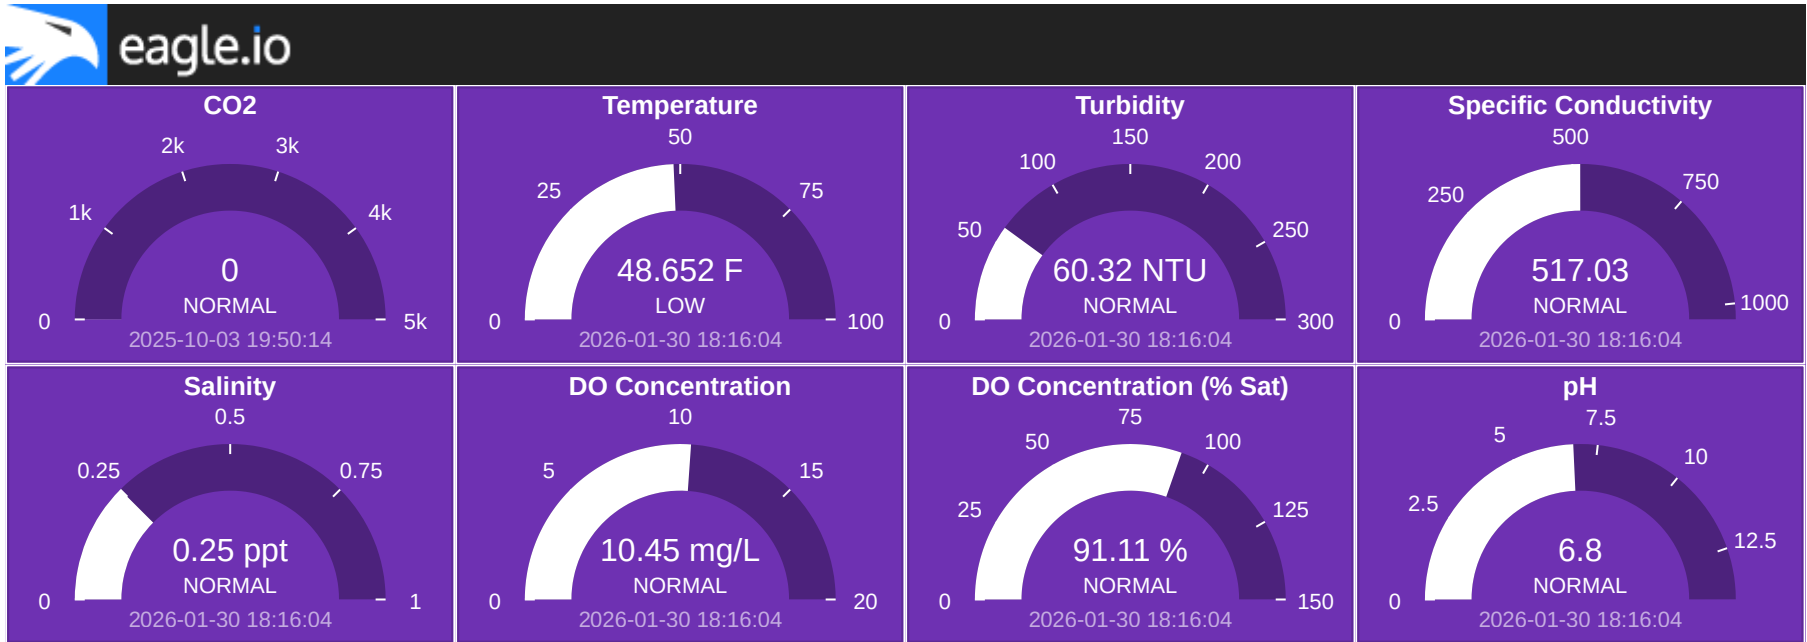 eagle.io
CO2
2k
3k
1k
4k
0
5k
0
NORMAL
2025-10-03 19:50:14
Temperature
50
25
75
0
100
48.652 F
LOW
2026-01-30 18:16:04
Turbidity
150
100
200
50
250
0
300
60.32 NTU
NORMAL
2026-01-30 18:16:04
Specific Conductivity
500
250
750
0
1000
517.03
NORMAL
2026-01-30 18:16:04
Salinity
0.5
0.25
0.75
0
1
0.25 ppt
NORMAL
2026-01-30 18:16:04
DO Concentration
10
5
15
0
20
10.45 mg/L
NORMAL
2026-01-30 18:16:04
DO Concentration (% Sat)
75
50
100
25
125
0
150
91.11 %
NORMAL
2026-01-30 18:16:04
pH
7.5
5
10
2.5
12.5
0
6.8
NORMAL
2026-01-30 18:16:04